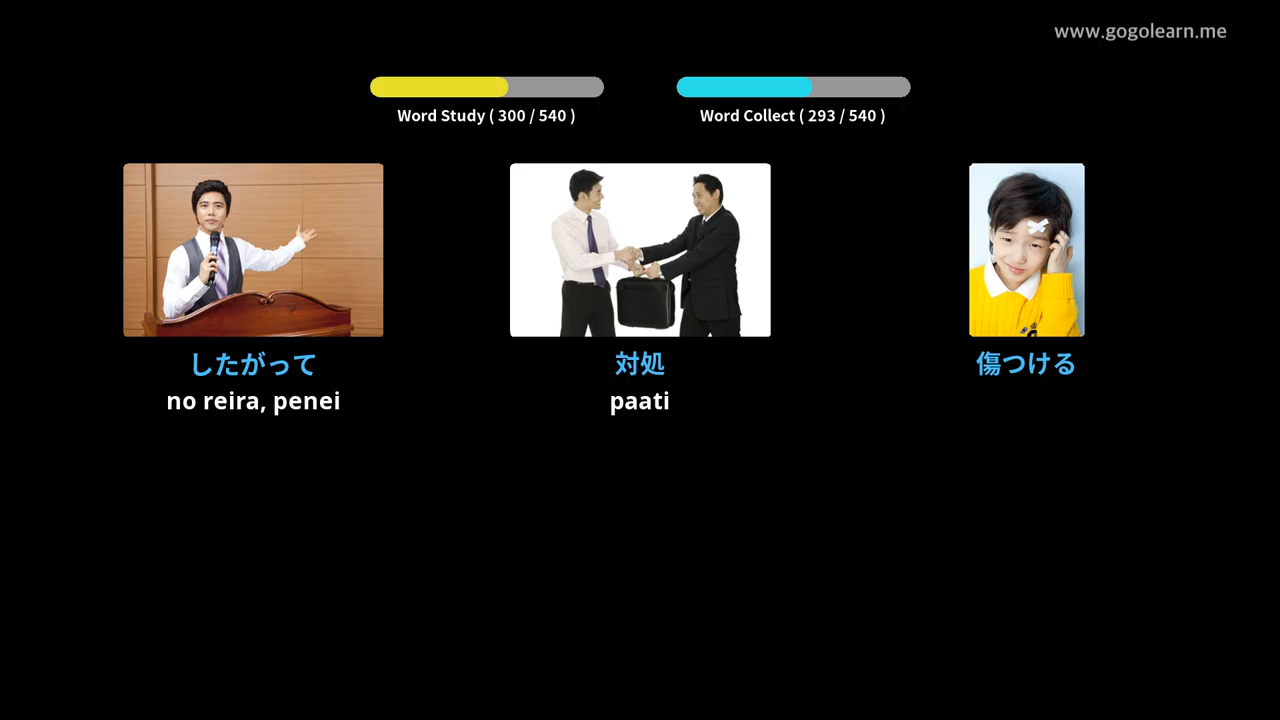 www.gogolearn.me
Word Study ( 300 / 540 )
Word Collect ( 293 / 540 )
したがって
対処
傷つける
no reira, penei
paati